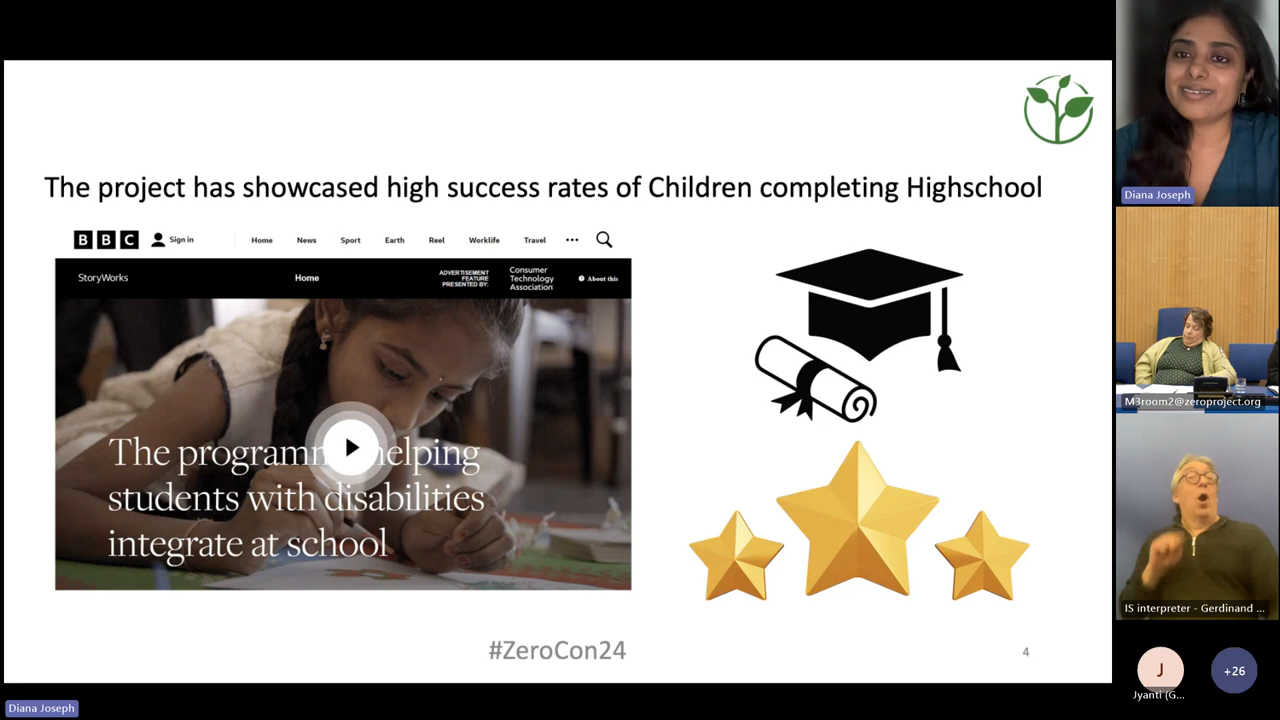 The project has showcased high success rates of Children completing Highschool
BBC
Sign in
Home
News
Sport
Earth
Reel
Worklife
Travel
StoryWorks
Home
ADVERTISEMENT
FEATURE
PRESENTED BY:
Consumer
Technology
Association
About this
students with disabilities
integrate at school
The helping
#ZeroCon24
4
Diana Joseph
Diana Joseph
M3room2@zeroproject.org
IS interpreter - Gerdinand ...
J
Jyanti (G...
+26